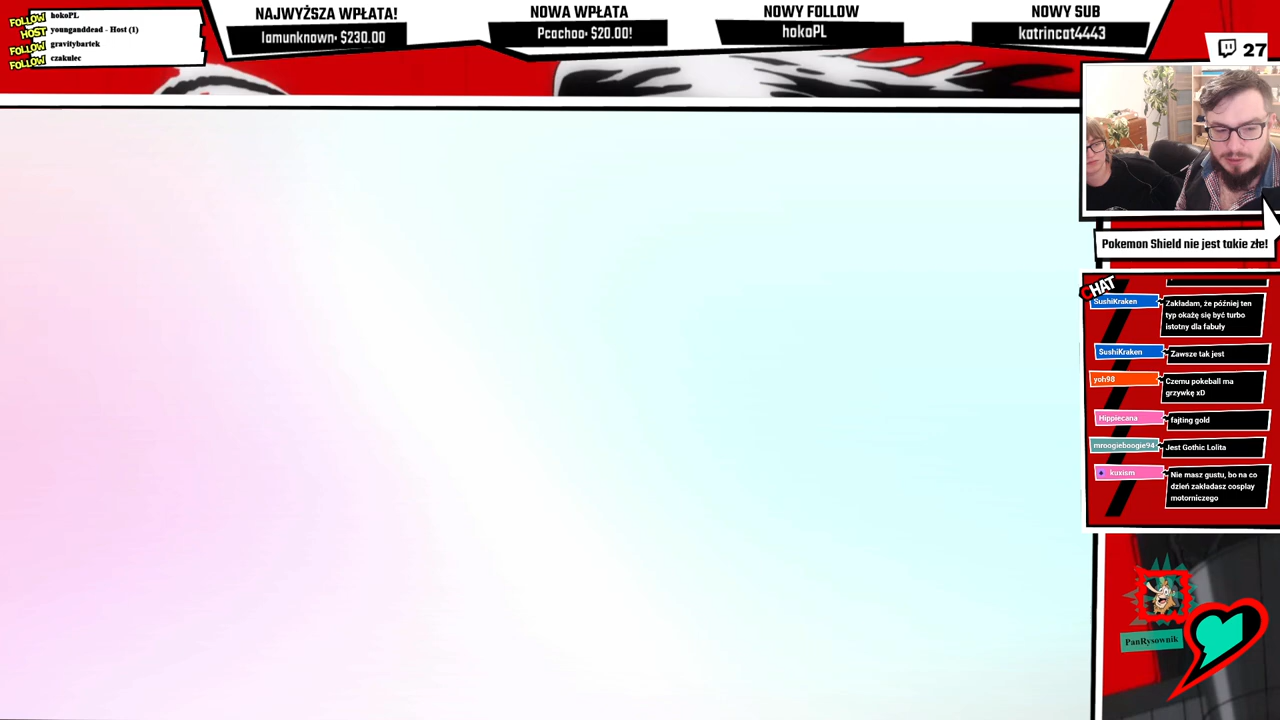 FOLLOW hokoPL
HOST younganddead - Host (1)
FOLLOW gravitybartek
FOLLOW czakulec
NAJWYŻSZA WPŁATA!
Iamunknown• $230.00
NOWA WPŁATA
Pcachoo• $20.00!
NOWY FOLLOW
hokoPL
NOWY SUB
katrincat4443
27
Pokemon Shield nie jest takie złe!
CHAT
SushiKraken
Zakładam, że później ten
typ okażę się być turbo
istotny dla fabuły
SushiKraken
Zawsze tak jest
yoh98
Czemu pokeball ma
grzywkę xD
Hippiecana
fajting gold
mroogieboogie94
Jest Gothic Lolita
kuxism
Nie masz gustu, bo na co
dzień zakładasz cosplay
motorniczego
PanRysownik